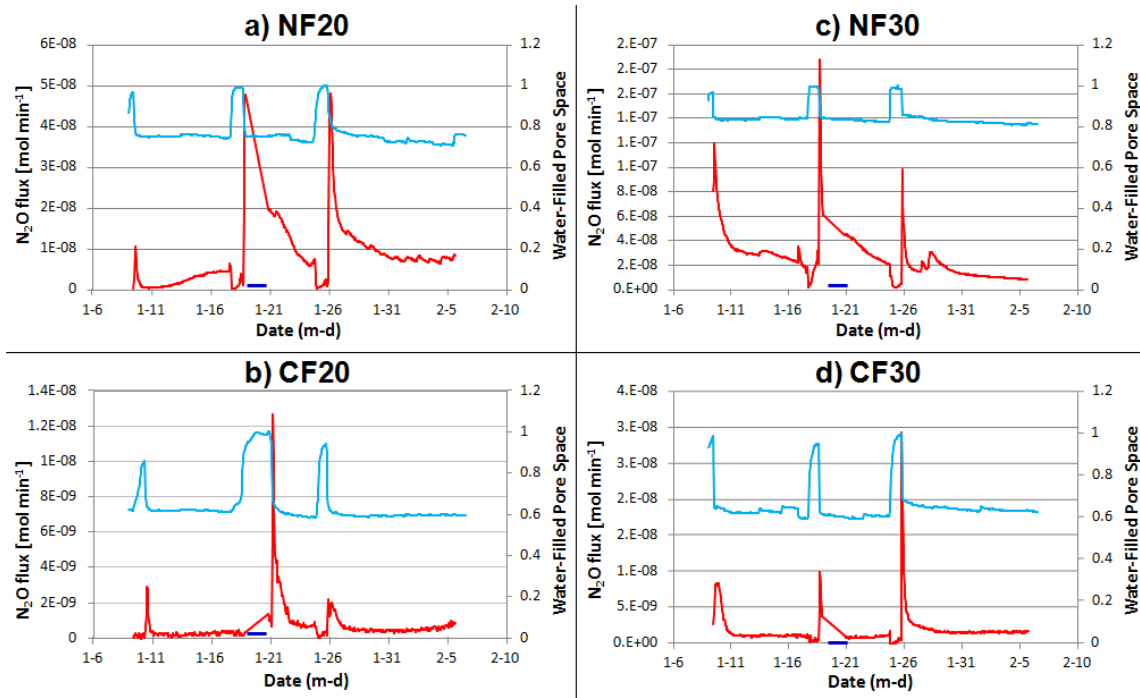 a) NF20
6E-08
5E-08
4E-08
3E-08
2E-08
1E-08
0
N₂O flux [mol min⁻¹]
1.2
1
0.8
0.6
0.4
0.2
0
Water-Filled Pore Space
1-6 1-11 1-16 1-21 1-26 1-31 2-5 2-10
Date (m-d)
c) NF30
2.E-07
2.E-07
2.E-07
1.E-07
1.E-07
1.E-07
8.E-08
6.E-08
4.E-08
2.E-08
0.E+00
N₂O flux [mol min⁻¹]
1.2
1
0.8
0.6
0.4
0.2
0
Water-Filled Pore Space
1-6 1-11 1-16 1-21 1-26 1-31 2-5 2-10
Date (m-d)
b) CF20
1.4E-08
1.2E-08
1E-08
8E-09
6E-09
4E-09
2E-09
0
N₂O flux [mol min⁻¹]
1.2
1
0.8
0.6
0.4
0.2
0
Water-Filled Pore Space
1-6 1-11 1-16 1-21 1-26 1-31 2-5 2-10
Date (m-d)
d) CF30
4.E-08
3.E-08
3.E-08
2.E-08
2.E-08
1.E-08
1.E-08
5.E-09
0.E+00
N₂O flux [mol min⁻¹]
1.2
1
0.8
0.6
0.4
0.2
0
Water-Filled Pore Space
1-6 1-11 1-16 1-21 1-26 1-31 2-5 2-10
Date (m-d)